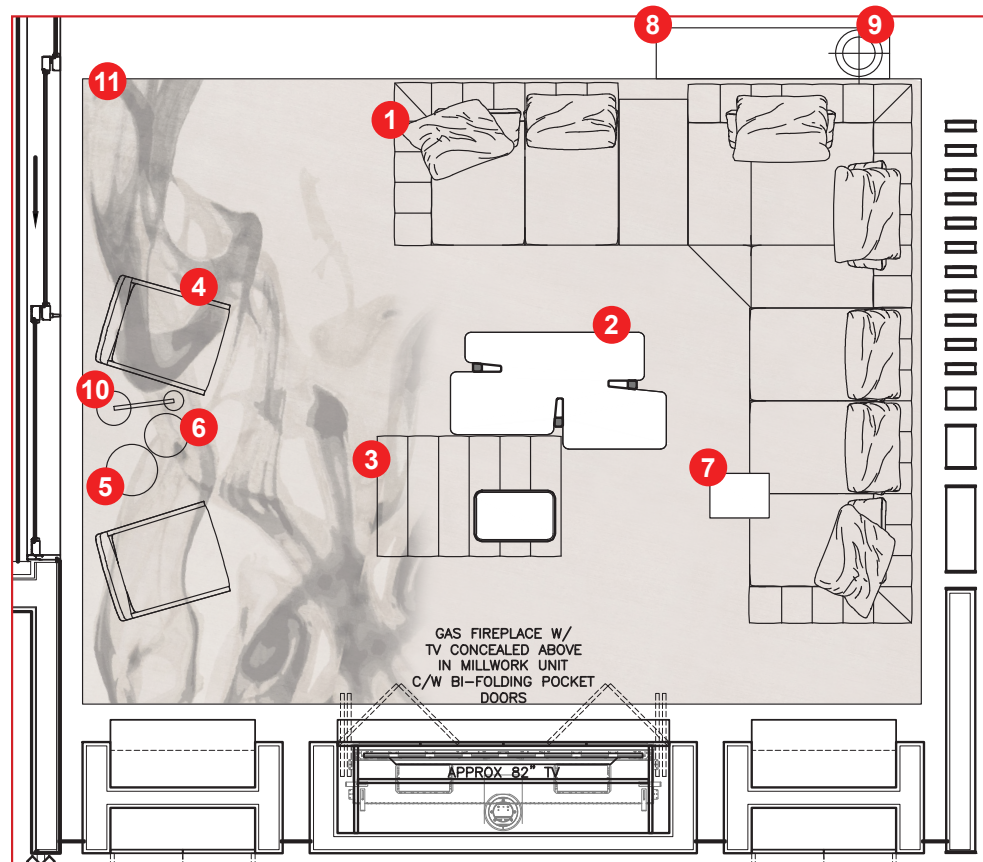 8
9
11
1
4
2
10
6
3
7
5
GAS FIREPLACE W/
TV CONCEALED ABOVE
IN MILLWORK UNIT
C/W BI-FOLDING POCKET
DOORS
APPROX 82" TV